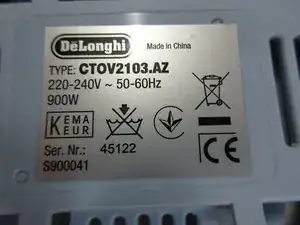 DeLonghi
Made in China
TYPE: CTOV2103.AZ
220-240V ~ 50-60Hz
900W
KEMA
KEUR
Ser. Nr.: 45122
S900041
CE